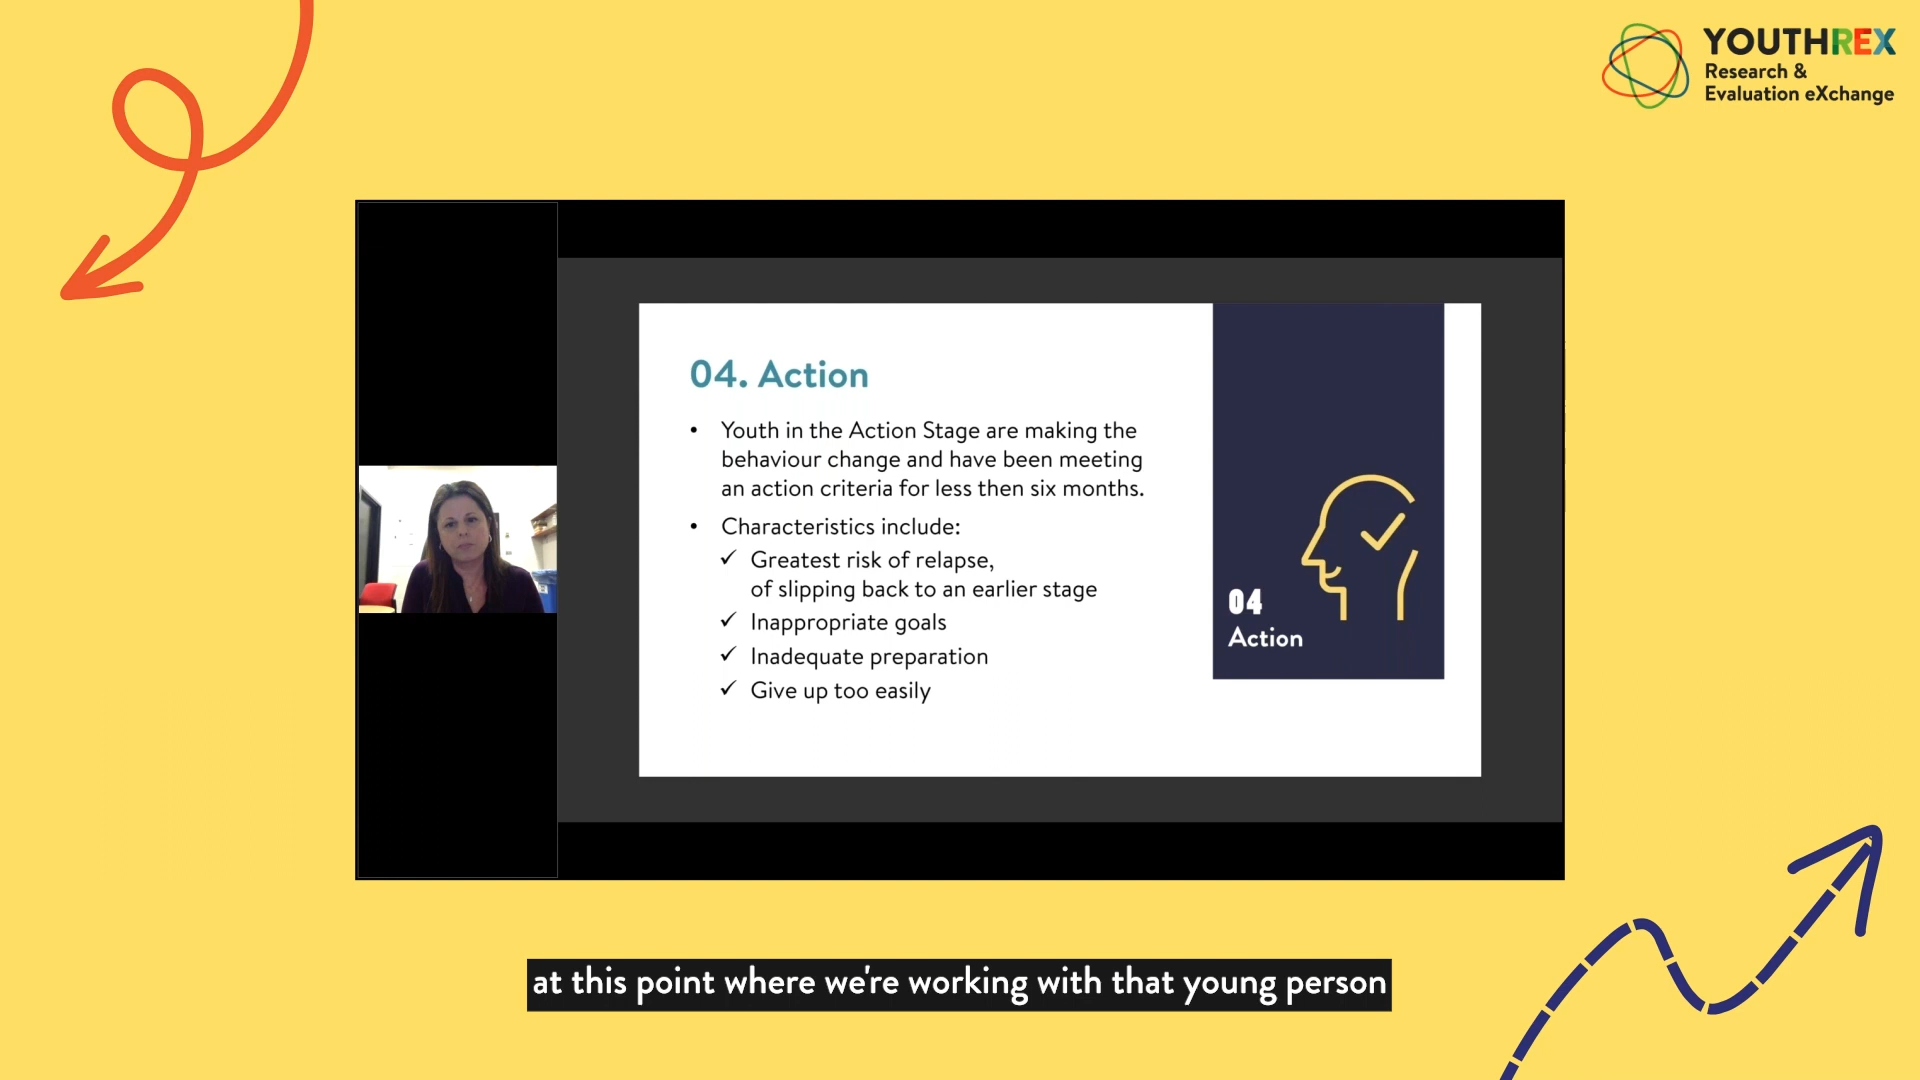 YOUTHREX
Research &
Evaluation eXchange
04. Action
• Youth in the Action Stage are making the
behaviour change and have been meeting
an action criteria for less then six months.
• Characteristics include:
✓ Greatest risk of relapse,
of slipping back to an earlier stage
✓ Inappropriate goals
✓ Inadequate preparation
✓ Give up too easily
04
Action
at this point where we're working with that young person